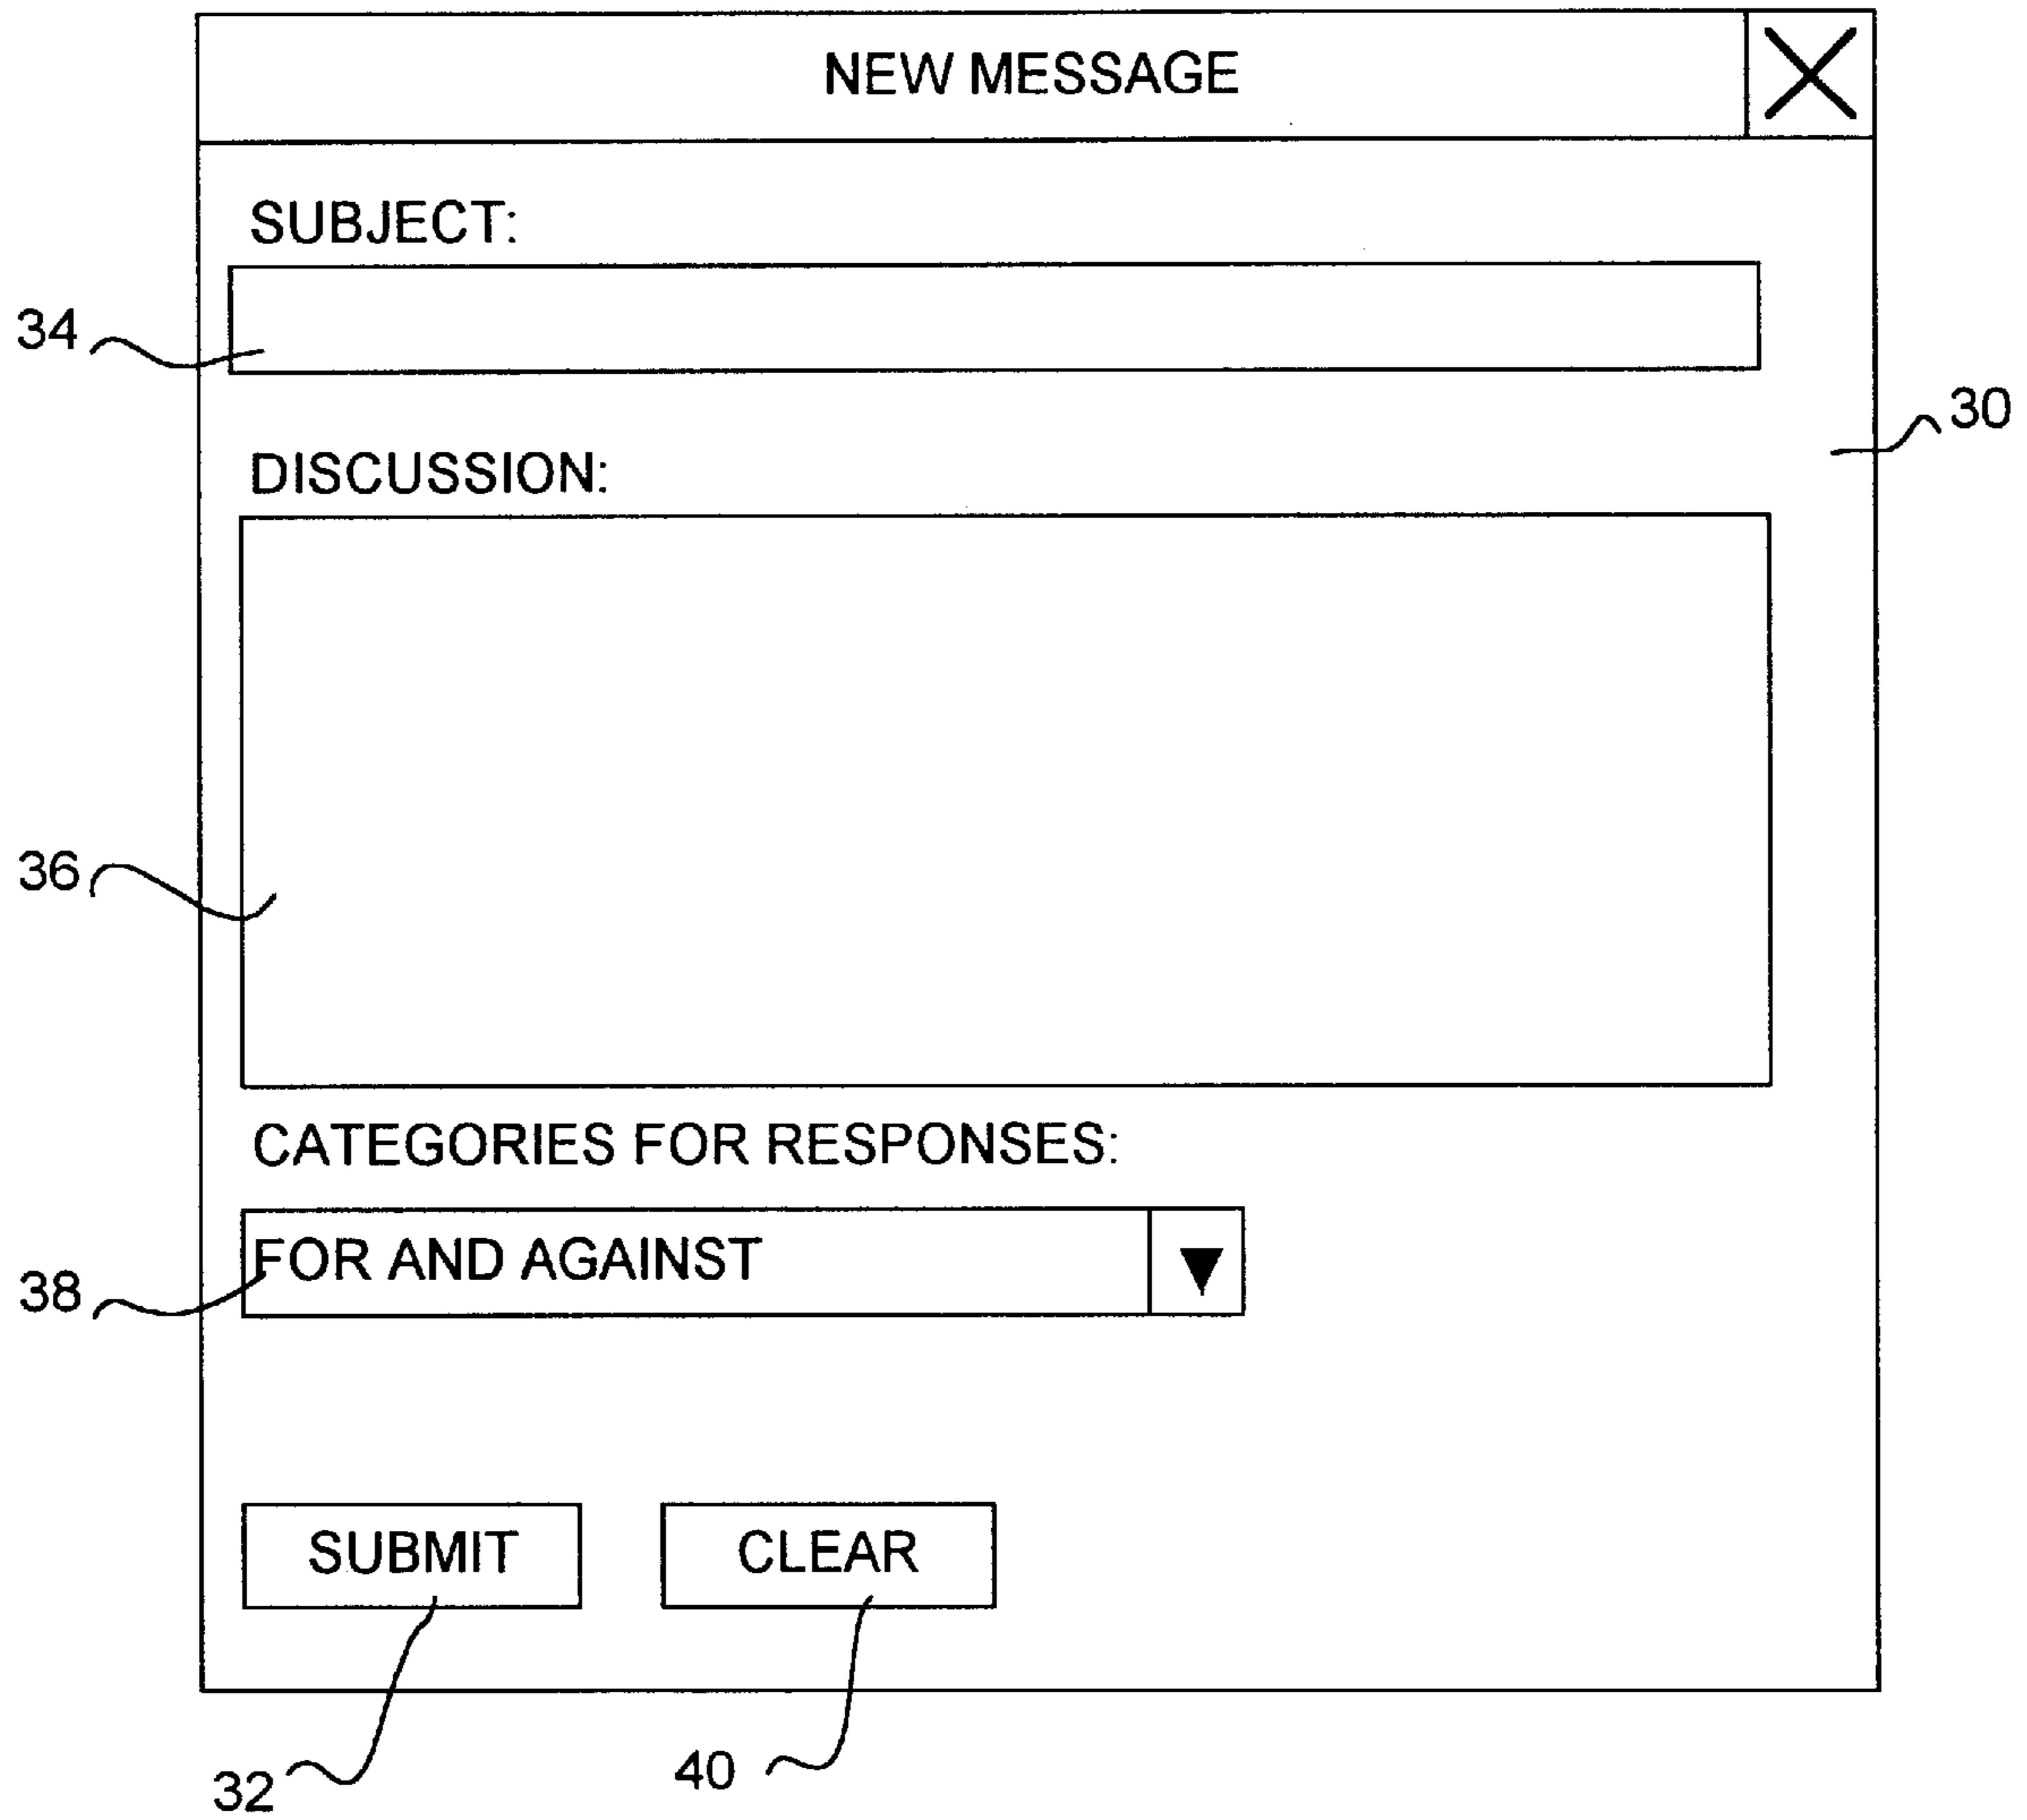 NEW MESSAGE
SUBJECT:
34
30
DISCUSSION:
36
CATEGORIES FOR RESPONSES:
FOR AND AGAINST
38
SUBMIT CLEAR
32 40